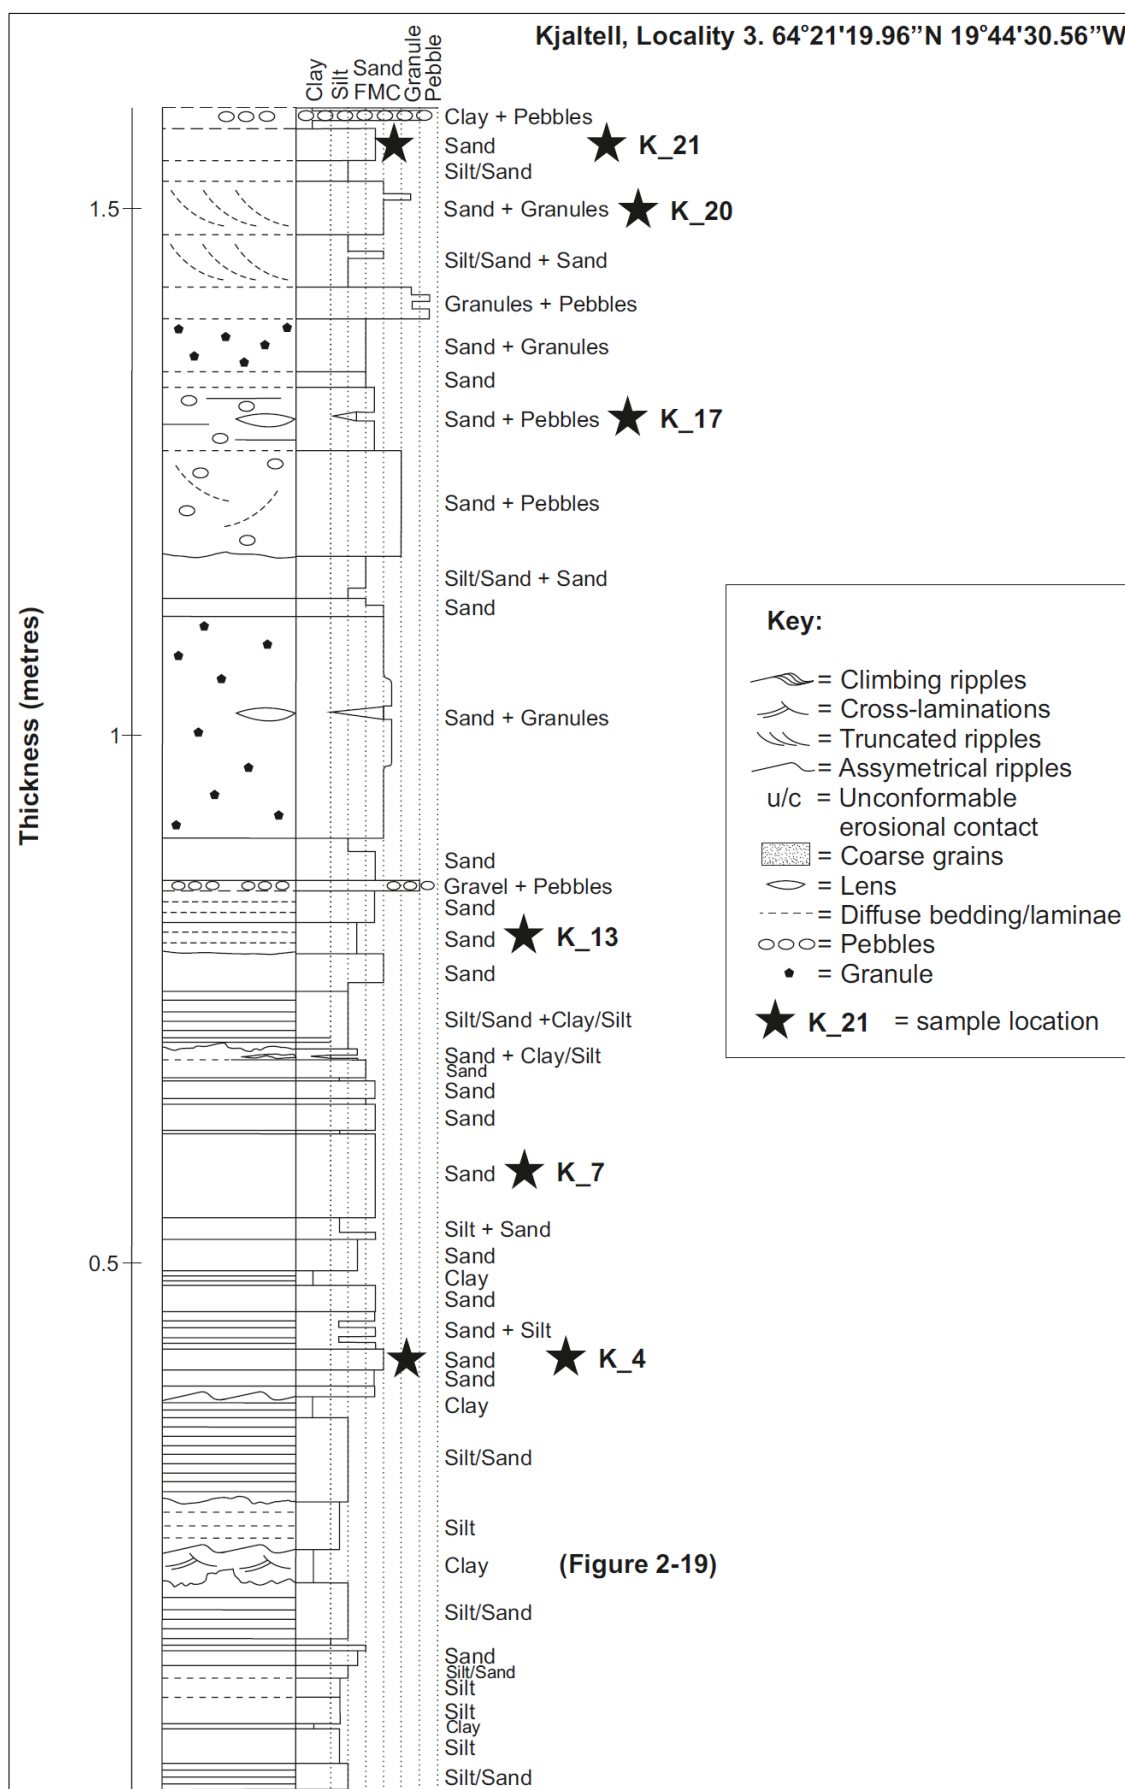 Kjaltell, Locality 3. 64°21'19.96”N 19°44'30.56”W
Clay
Silt
Sand
FMC
Granule
Pebble
Clay + Pebbles
Sand
K_21
Silt/Sand
1.5
Sand + Granules
K_20
Silt/Sand + Sand
Granules + Pebbles
Sand + Granules
Sand
Sand + Pebbles
K_17
Sand + Pebbles
Silt/Sand + Sand
Sand
Thickness (metres)
Sand + Granules
1
Sand
Gravel + Pebbles
Sand
Sand
K_13
Sand
Silt/Sand +Clay/Silt
Sand + Clay/Silt
Sand
Sand
Sand
Sand
K_7
Silt + Sand
Sand
0.5
Clay
Sand
Sand + Silt
Sand
K_4
Sand
Clay
Silt/Sand
Silt
Clay
(Figure 2-19)
Silt/Sand
Sand
Silt/Sand
Silt
Silt
Clay
Silt
Silt/Sand
Key:
= Climbing ripples
= Cross-laminations
= Truncated ripples
= Assymetrical ripples
u/c = Unconformable
erosional contact
= Coarse grains
= Lens
= Diffuse bedding/laminae
= Pebbles
= Granule
K_21 = sample location